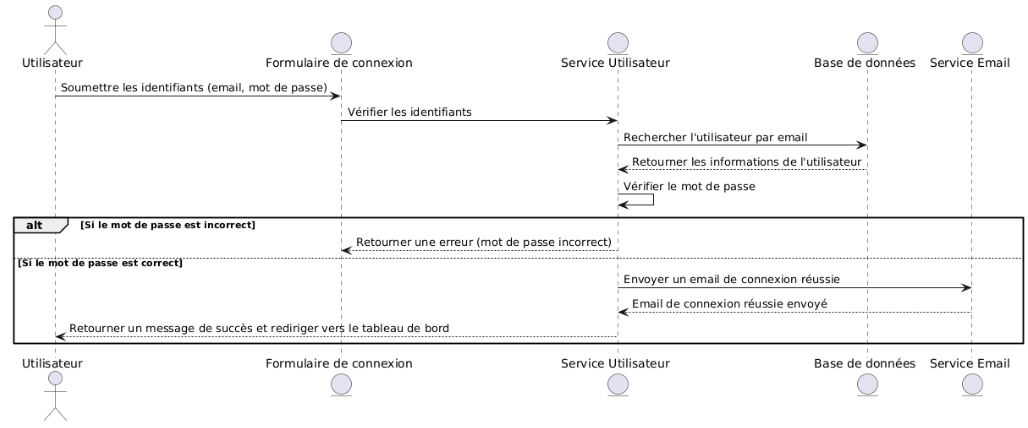 Utilisateur
Formulaire de connexion
Service Utilisateur
Base de données
Service Email
Soumettre les identifiants (email, mot de passe)
Vérifier les identifiants
Rechercher l'utilisateur par email
Retourner les informations de l'utilisateur
Vérifier le mot de passe
alt
[Si le mot de passe est incorrect]
Retourner une erreur (mot de passe incorrect)
[Si le mot de passe est correct]
Envoyer un email de connexion réussie
Email de connexion réussie envoyé
Retourner un message de succès et rediriger vers le tableau de bord
Utilisateur
Formulaire de connexion
Service Utilisateur
Base de données
Service Email